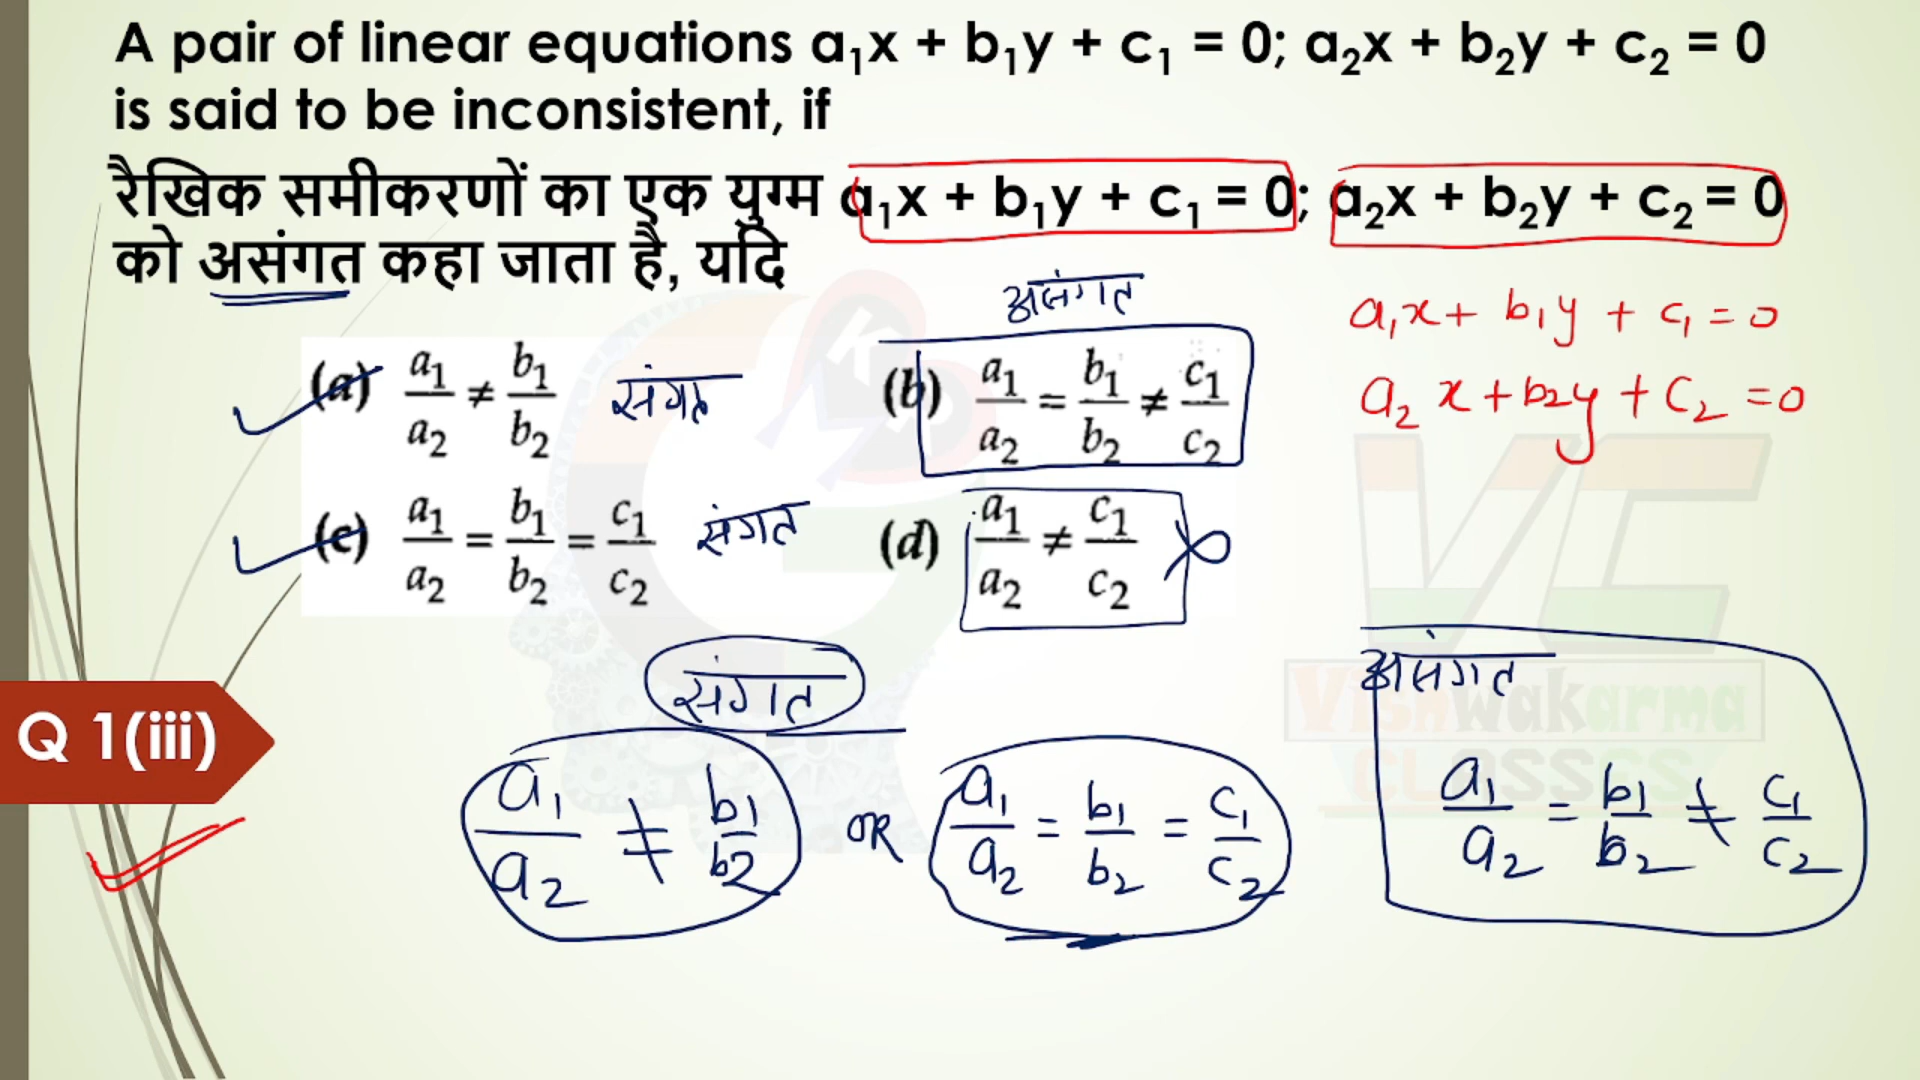 A pair of linear equations a₁x + b₁y + c₁ = 0; a₂x + b₂y + c₂ = 0
is said to be inconsistent, if
रैखिक समीकरणों का एक युग्म a₁x + b₁y + c₁ = 0; a₂x + b₂y + c₂ = 0
को असंगत कहा जाता है, यदि
असंगत
a₁x + b₁y + c₁ = 0
a₂x + b₂y + c₂ = 0
(a) a₁/a₂ ≠ b₁/b₂ संगत (b) a₁/a₂ = b₁/b₂ ≠ c₁/c₂
(c) a₁/a₂ = b₁/b₂ = c₁/c₂ संगत (d) a₁/a₂ ≠ c₁/c₂
संगत
असंगत
Q 1(iii)
a₁/a₂ ≠ b₁/b₂ OR a₁/a₂ = b₁/b₂ = c₁/c₂
a₁/a₂ = b₁/b₂ ≠ c₁/c₂
VC
Vishwakarma
CLASSES